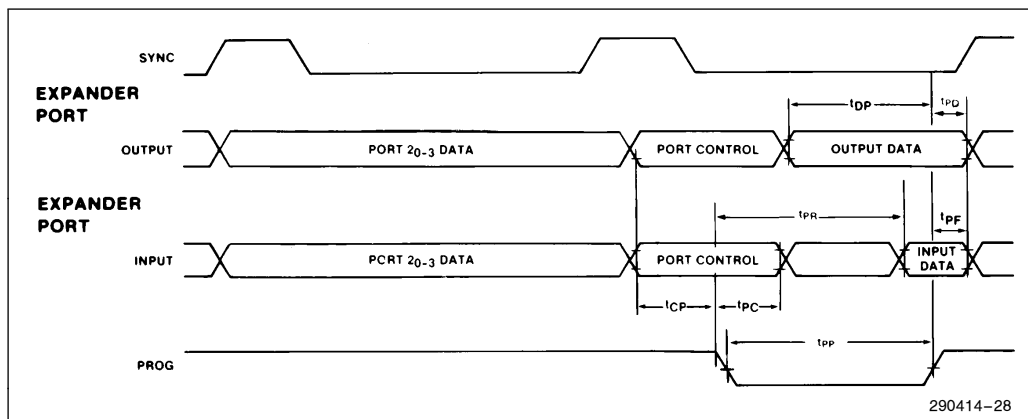 SYNC
EXPANDER
PORT
tDP
tPD
OUTPUT
PORT 20-3 DATA
PORT CONTROL
OUTPUT DATA
EXPANDER
PORT
tPR
tPF
INPUT
PCRT 20-3 DATA
PORT CONTROL
INPUT
DATA
tCP
tPC
tPP
PROG
290414-28